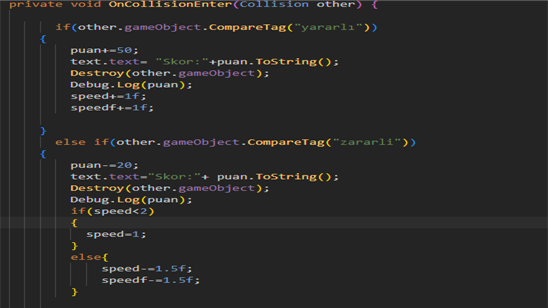 private void OnCollisionEnter(Collision other) {
if(other.gameObject.CompareTag("yararlı"))
{
puan+=50;
text.text= "Skor:"+puan.ToString();
Destroy(other.gameObject);
Debug.Log(puan);
speed+=1f;
speedf+=1f;
}
else if(other.gameObject.CompareTag("zararli"))
{
puan-=20;
text.text="Skor:"+ puan.ToString();
Destroy(other.gameObject);
Debug.Log(puan);
if(speed<2)
{
speed=1;
}
else{
speed-=1.5f;
speedf-=1.5f;
}